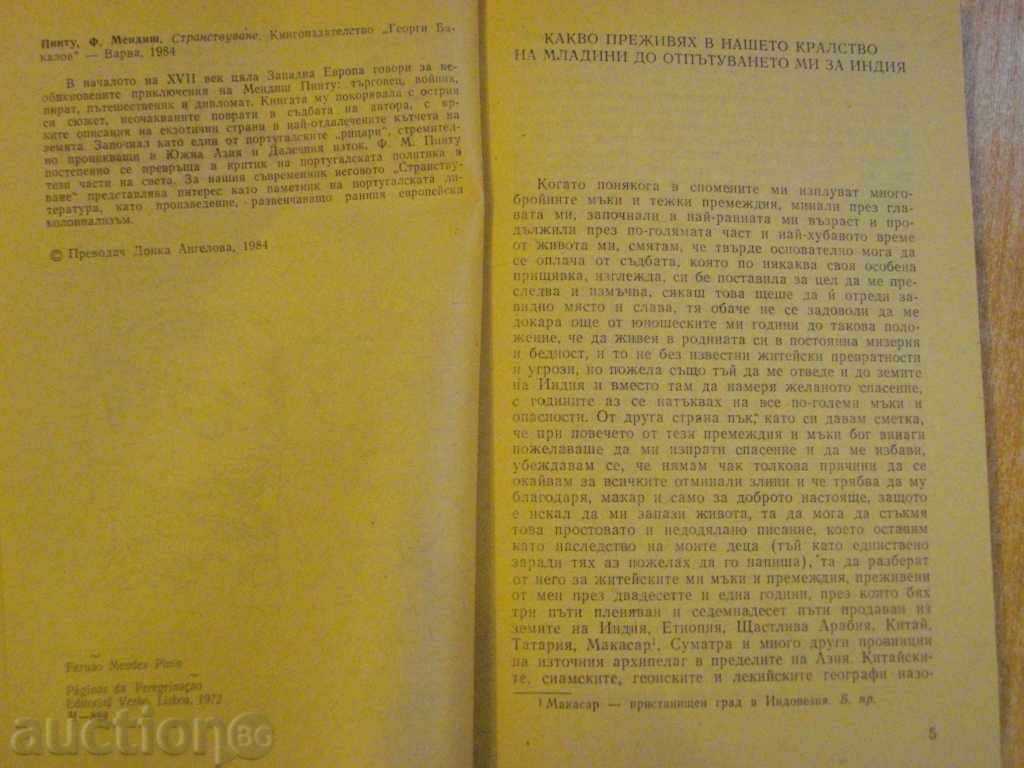 Пинту, Ф. Мендиш, Странствуване. Книгоиздателство „Георги Ба-
калов" — Варна, 1984
В началото на XVII век цяла Западна Европа говори за не-
обикновените приключения на Мендиш Пинту: търговец, войник,
пират, пътешественик и дипломат. Книгата му покорявала с острия
си сюжет, неочакваните поврати в съдбата на автора, с яр-
ките описания на екзотични страни в най-отдалечените кътчета на
земята. Започнал като един от португалските „рицари", стремител-
но проникващи в Южна Азия и Далечния изток, Ф. М. Пинту
постепенно се превръща в критик на португалската политика в
тези части на света. За нашия съвременник неговото „Странству-
ване" представлява интерес като паметник на португалската ли-
тература, като произведение, развенчаващо ранния европейски
колониализъм.
© Преводач Донка Ангелова, 1984
Fernão Mendes Pinto
Páginas da Peregrinação
Editorial Verbo, Lisboa, 1972
auction BG
КАКВО ПРЕЖИВЯХ В НАШЕТО КРАЛСТВО
НА МЛАДИНИ ДО ОТПЪТУВАНЕТО МИ ЗА ИНДИЯ
Когато понякога в спомените ми изплуват много-
бройните мъки и тежки премеждия, минали през гла-
вата ми, започнали в най-ранната ми възраст и про-
дължили през по-голямата част и най-хубавото време
от живота ми, смятам, че твърде основателно мога да
се оплача от съдбата, която по някаква своя особена
прищявка, изглежда, си бе поставила за цел да ме пре-
следва и измъчва, сякаш това щеше да ѝ отреди за-
видно място и слава, тя обаче не се задоволи да ме
докара още от юношеските ми години до такова поло-
жение, че да живея в родината си в постоянна мизерия
и бедност, и то не без известни житейски превратности
и угрози, но пожела също тъй да ме отведе и до земите
на Индия и вместо там да намеря желаното спасение,
с годините аз се натъквах на все по-големи мъки и
опасности. От друга страна пък, като си давам сметка,
че при повечето от тези премеждия и мъки бог винаги
пожелаваше да ми изпрати спасение и да ме избави,
убеждавам се, че нямам чак толкова причини да се
окайвам за всичките отминали злини и че трябва да му
благодаря, макар и само за доброто настояще, защото
е искал да ми запази живота, та да мога да стъкмя
това простовато и недодялано писание, което оставям
като наследство на моите деца (тъй като единствено
заради тях аз пожелах да го напиша), та да разберат
от него за житейските ми мъки и премеждия, преживени
от мен през двадесетте и една години, през които бях
три пъти пленяван и седемнадесет пъти продаван из
земите на Индия, Етиопия, Щастлива Арабия, Китай,
Татария, Макасар¹, Суматра и много други провинции
на източния архипелаг в пределите на Азия. Китайски-
те, сиамските, геонските и лекийските географи назо-
¹ Макасар — пристанищен град в Индонезия. Б. пр.
5